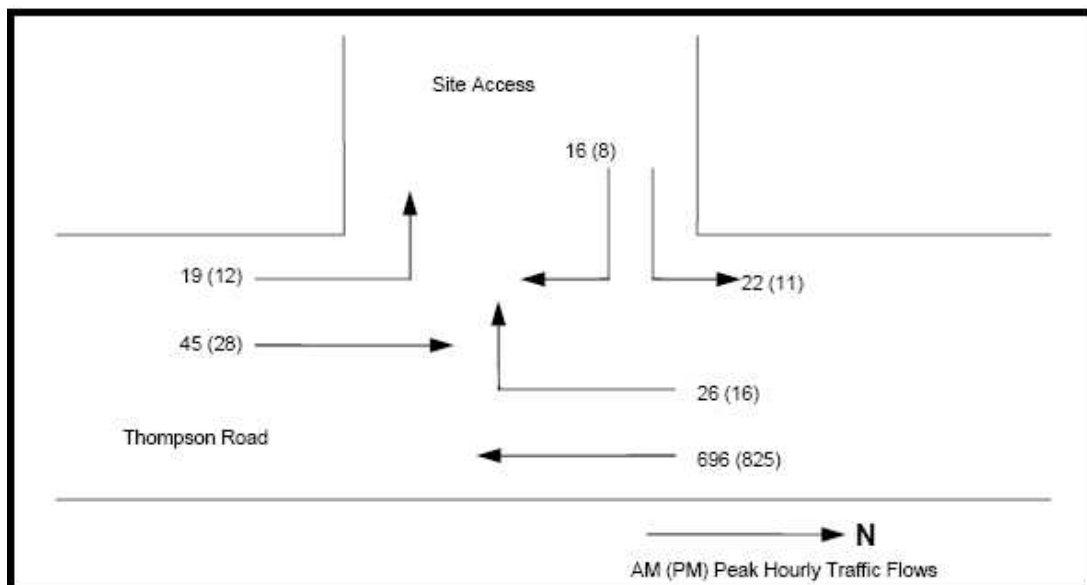 Site Access
16 (8)
19 (12)
22 (11)
45 (28)
26 (16)
Thompson Road
696 (825)
N
AM (PM) Peak Hourly Traffic Flows